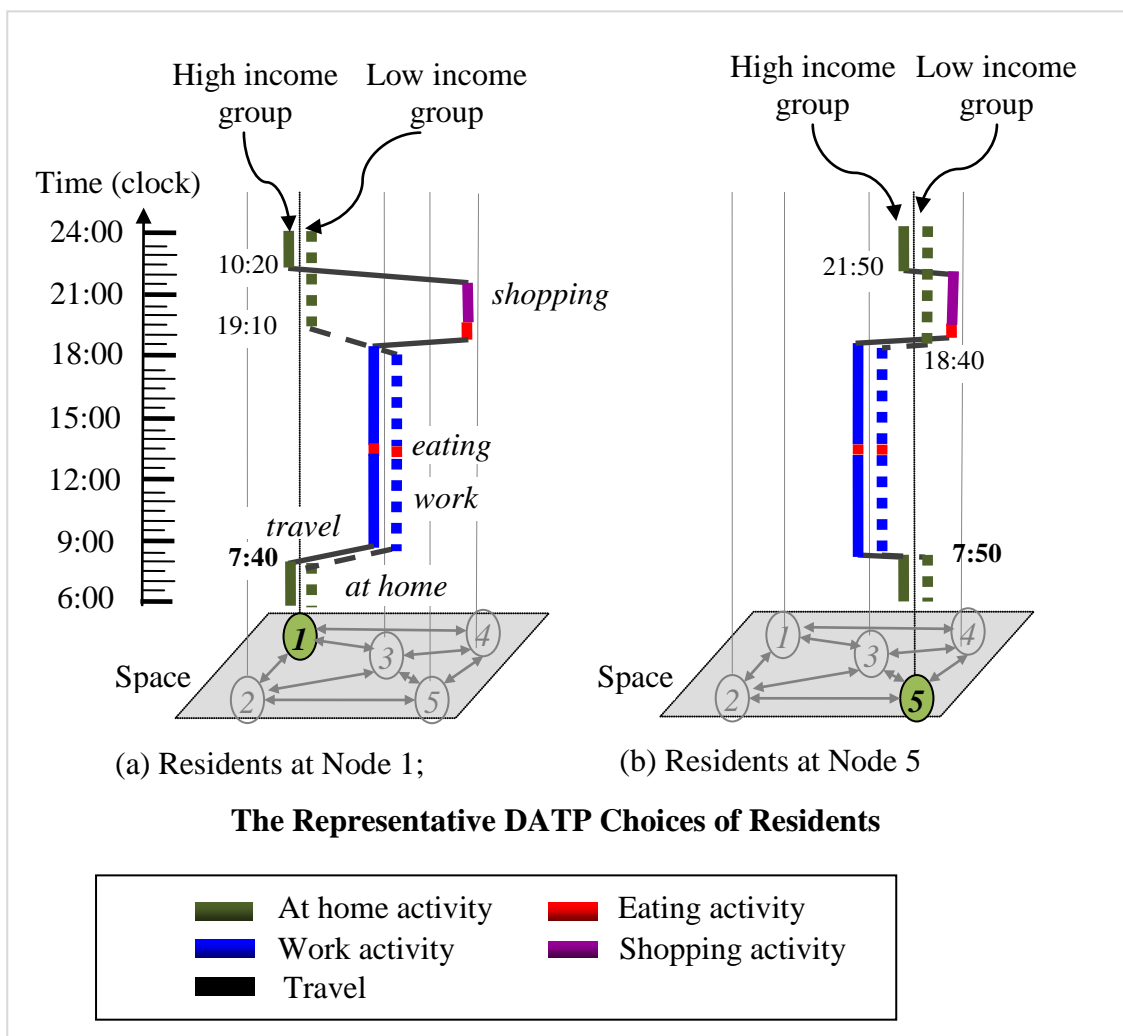 High income
group
Low income
group
Time (clock)
24:00
21:00
18:00
15:00
12:00
9:00
6:00
10:20
19:10
7:40
shopping
eating
work
travel
at home
Space
1
2
3
4
5
(a) Residents at Node 1;
High income
group
Low income
group
21:50
18:40
7:50
Space
1
2
3
4
5
(b) Residents at Node 5
The Representative DATP Choices of Residents
At home activity
Eating activity
Work activity
Shopping activity
Travel